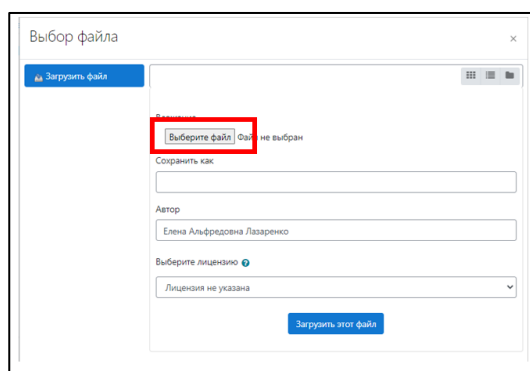 Выбор файла
×
Загрузить файл
Вложение
Выберите файл Файл не выбран
Сохранить как
Автор
Елена Альфредовна Лазаренко
Выберите лицензию ?
Лицензия не указана
Загрузить этот файл